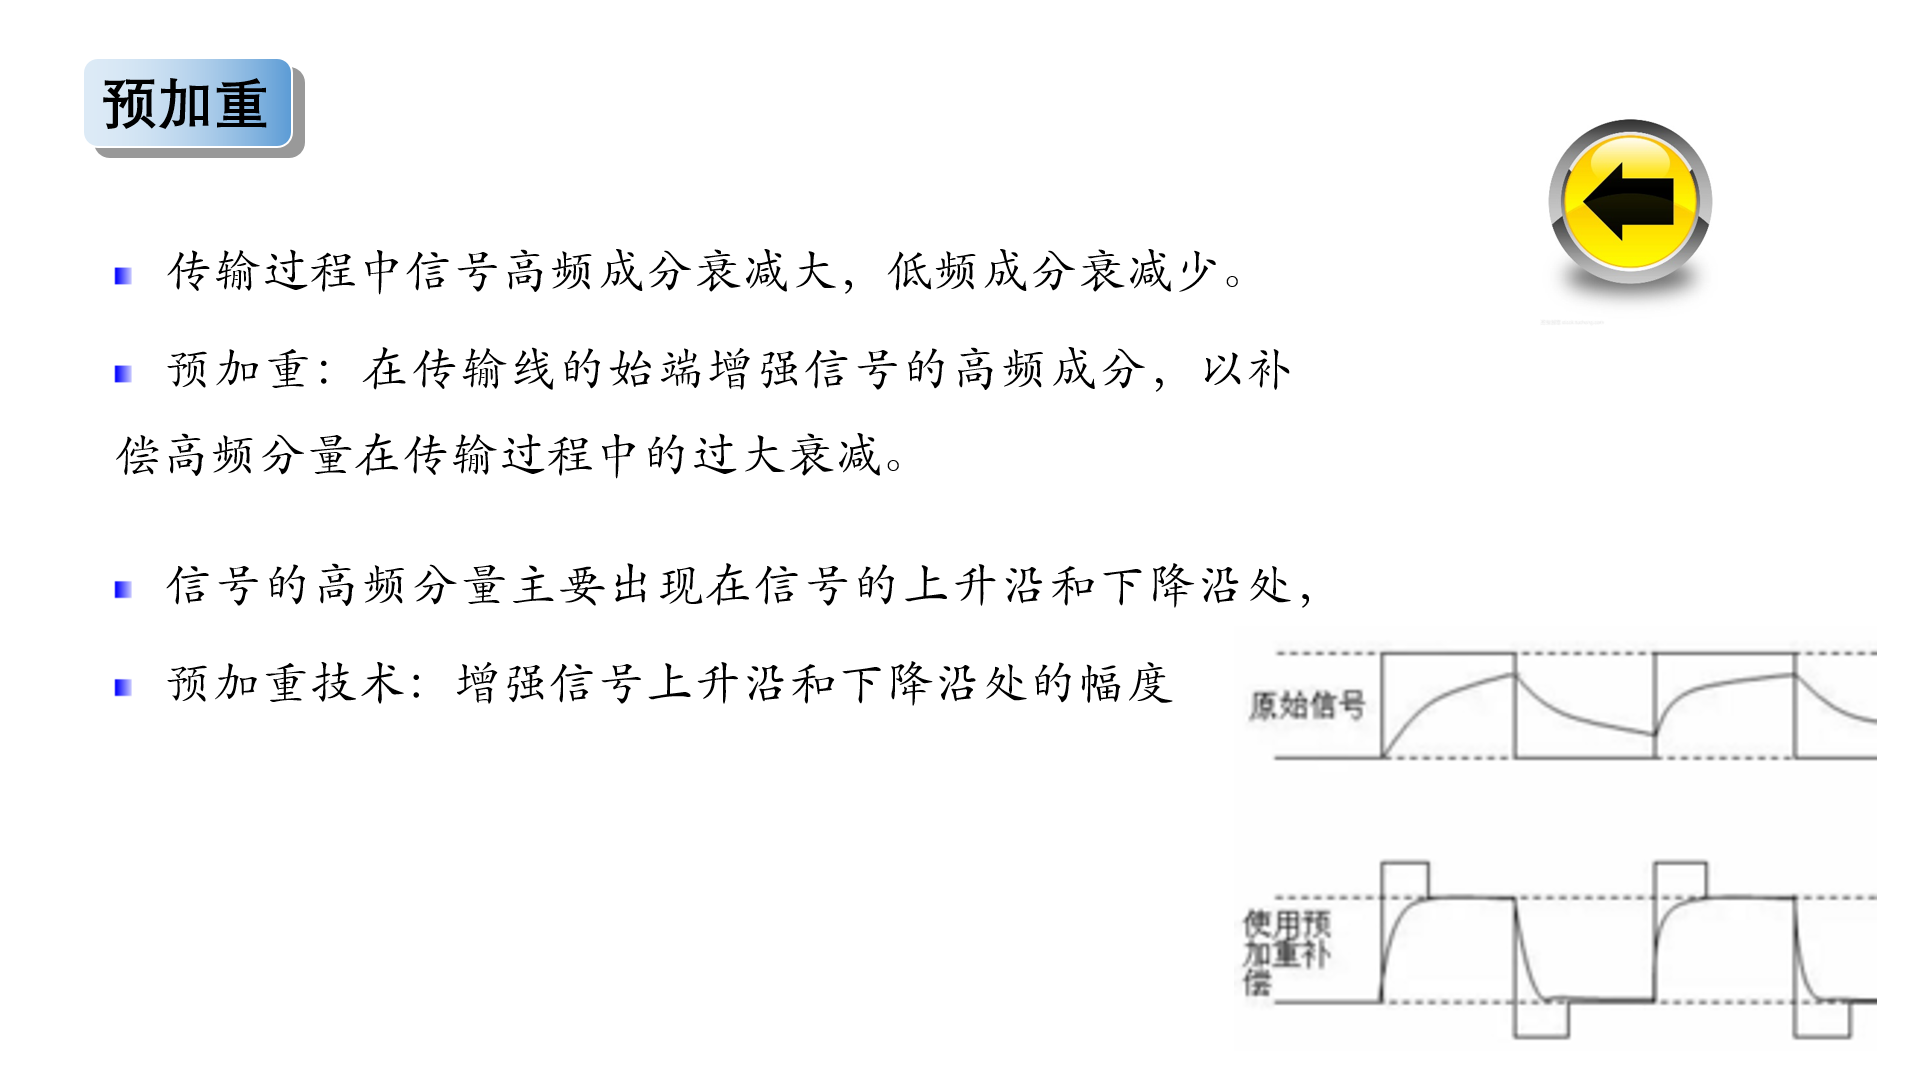 预加重
传输过程中信号高频成分衰减大，低频成分衰减少。
预加重：在传输线的始端增强信号的高频成分，以补
偿高频分量在传输过程中的过大衰减。
信号的高频分量主要出现在信号的上升沿和下降沿处，
预加重技术：增强信号上升沿和下降沿处的幅度
原始信号
使用预
加重补
偿